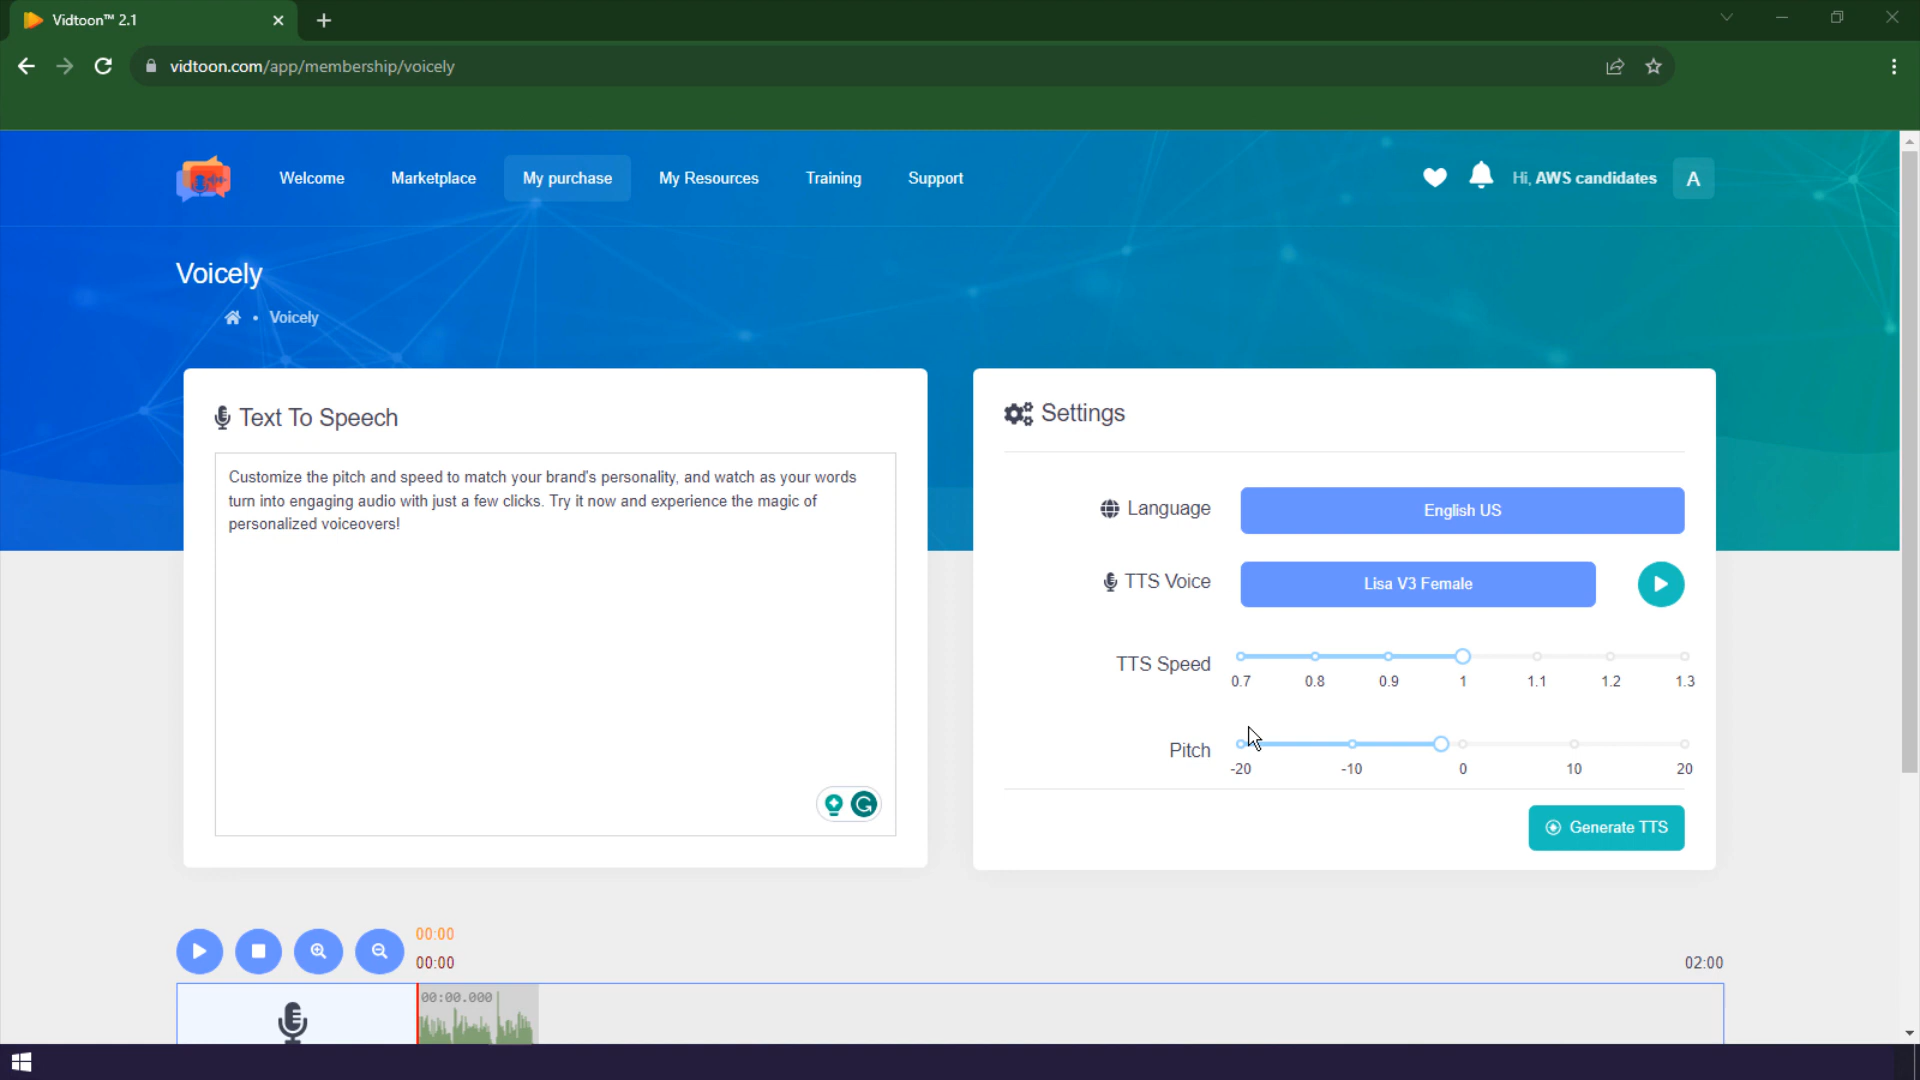 Vidtoon™ 2.1
vidtoon.com/app/membership/voicely
Welcome
Marketplace
My purchase
My Resources
Training
Support
Hi, AWS candidates
A
Voicely
Voicely
Text To Speech
Customize the pitch and speed to match your brand's personality, and watch as your words
turn into engaging audio with just a few clicks. Try it now and experience the magic of
personalized voiceovers!
Settings
Language
English US
TTS Voice
Lisa V3 Female
TTS Speed
0.7 0.8 0.9 1 1.1 1.2 1.3
Pitch
-20 -10 0 10 20
Generate TTS
00:00
00:00
02:00
00:00.000